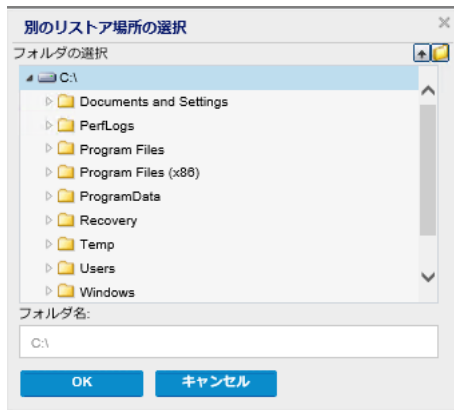 別のリストア場所の選択
フォルダの選択
C:\
Documents and Settings
PerfLogs
Program Files
Program Files (x86)
ProgramData
Recovery
Temp
Users
Windows
フォルダ名:
C:\
OK キャンセル